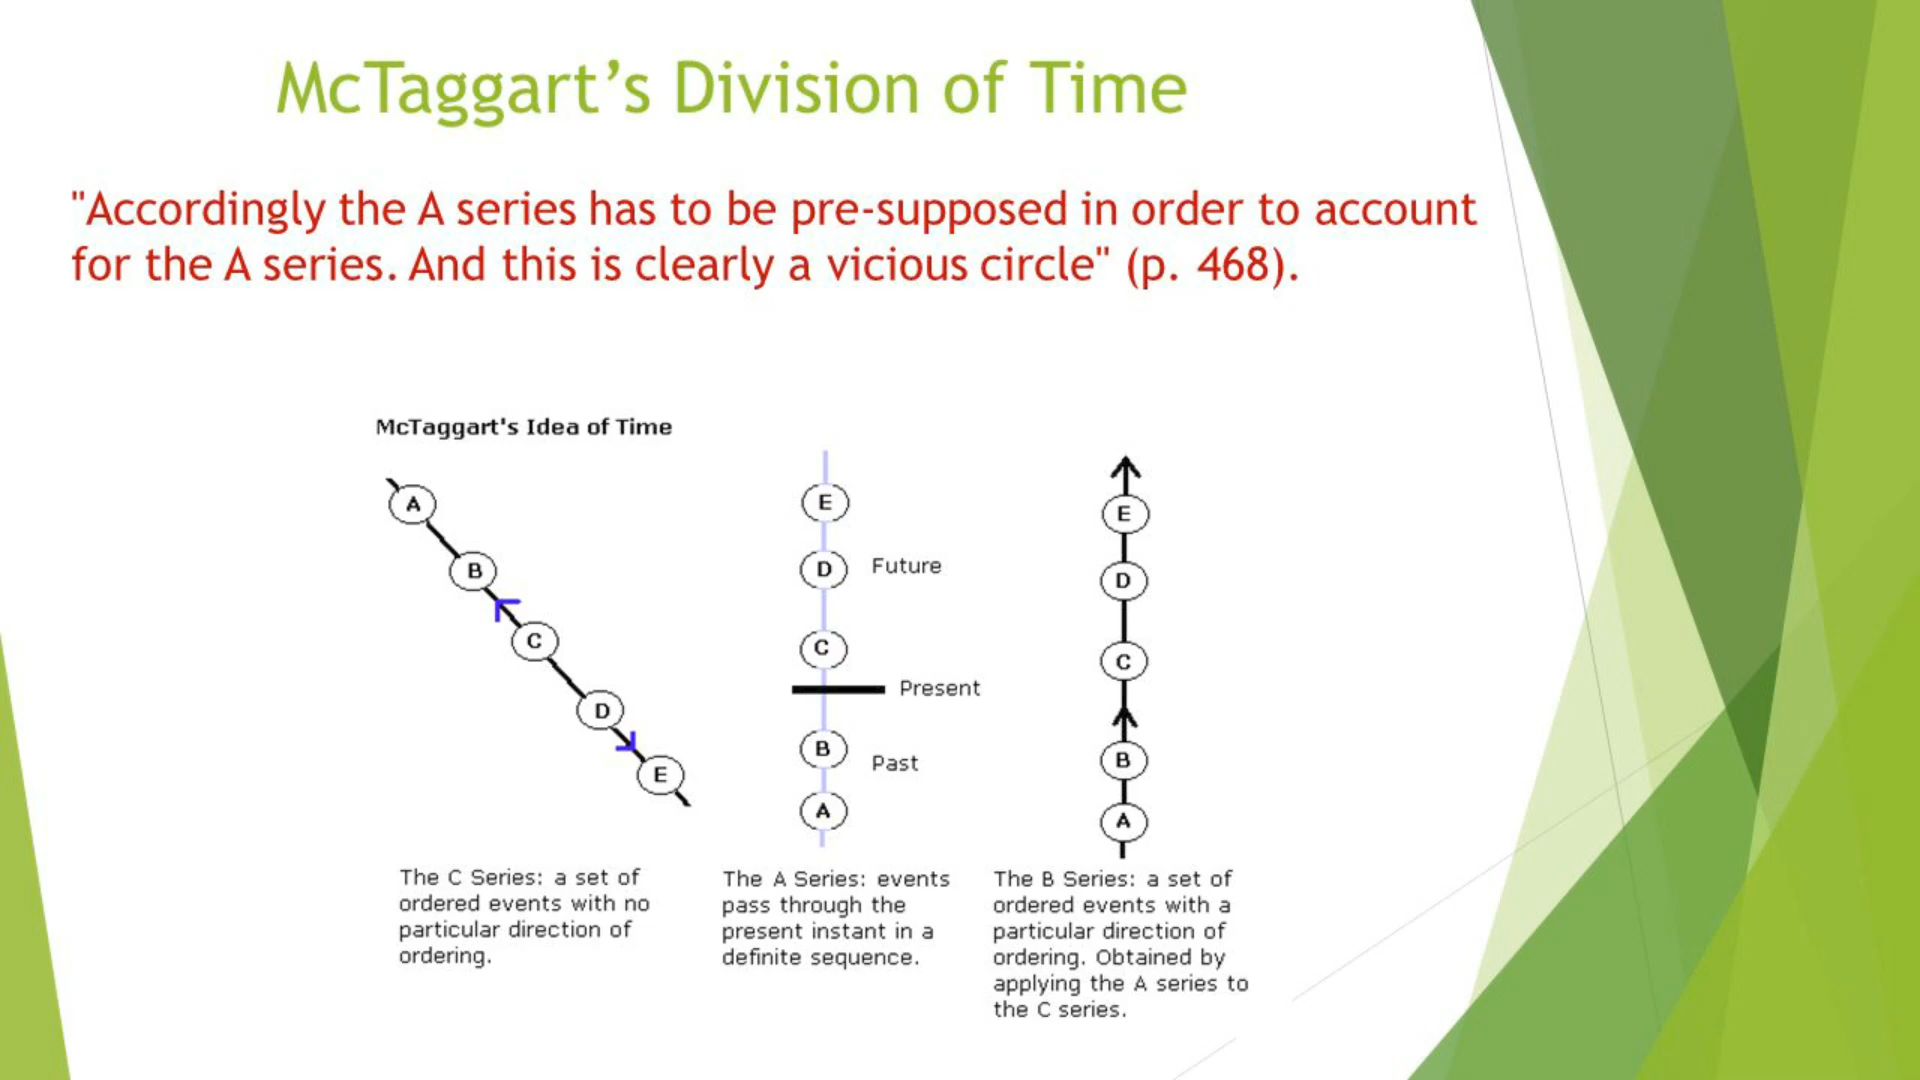 McTaggart’s Division of Time
"Accordingly the A series has to be pre-supposed in order to account
for the A series. And this is clearly a vicious circle" (p. 468).
McTaggart's Idea of Time
A
B
C
D
E
The C Series: a set of
ordered events with no
particular direction of
ordering.
E
D
Future
C
Present
B
Past
A
The A Series: events
pass through the
present instant in a
definite sequence.
E
D
C
B
A
The B Series: a set of
ordered events with a
particular direction of
ordering. Obtained by
applying the A series to
the C series.